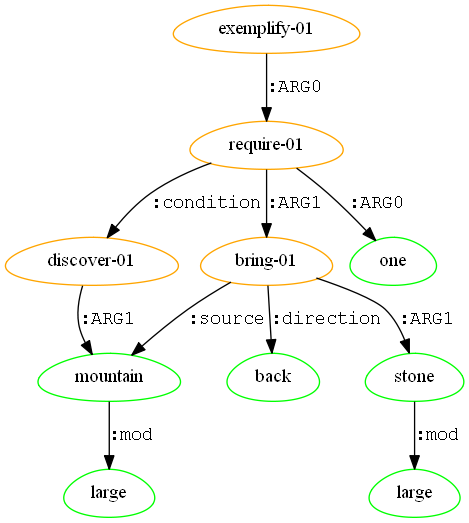 exemplify-01
:ARG0
require-01
:condition :ARG1 :ARG0
discover-01 bring-01 one
:ARG1 :source :direction :ARG1
mountain back stone
:mod :mod
large large